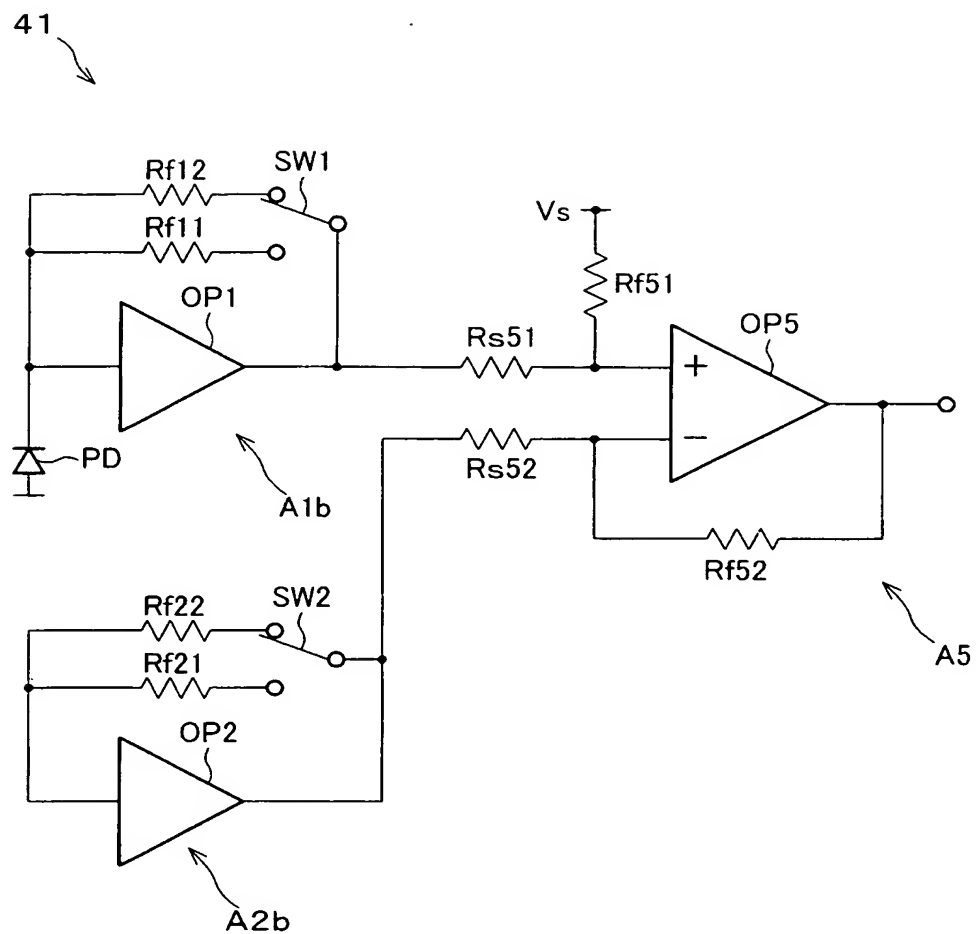 41
Rf12
SW1
Rf11
Vs
Rf51
OP1
OP5
Rs51
+
−
PD
Rs52
A1b
Rf52
Rf22
SW2
Rf21
A5
OP2
A2b